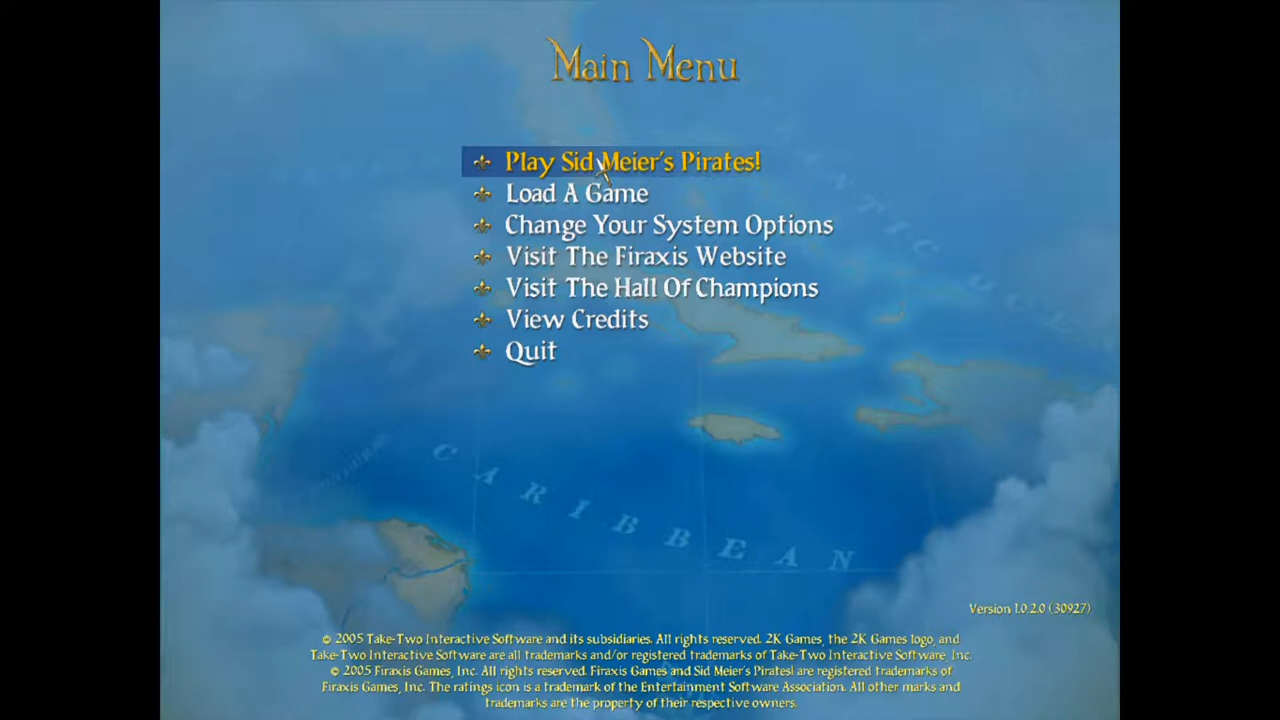 Main Menu
Play Sid Meier's Pirates!
Load A Game
Change Your System Options
Visit The Firaxis Website
Visit The Hall Of Champions
View Credits
Quit
CARIBBEAN
Version 1.0.2.0 (30927)
© 2005 Take-Two Interactive Software and its subsidiaries. All rights reserved. 2K Games, the 2K Games logo, and
Take-Two Interactive Software are all trademarks and/or registered trademarks of Take-Two Interactive Software, Inc.
© 2005 Firaxis Games, Inc. All rights reserved. Firaxis Games and Sid Meier's Pirates! are registered trademarks of
Firaxis Games, Inc. The ratings icon is a trademark of the Entertainment Software Association. All other marks and
trademarks are the property of their respective owners.